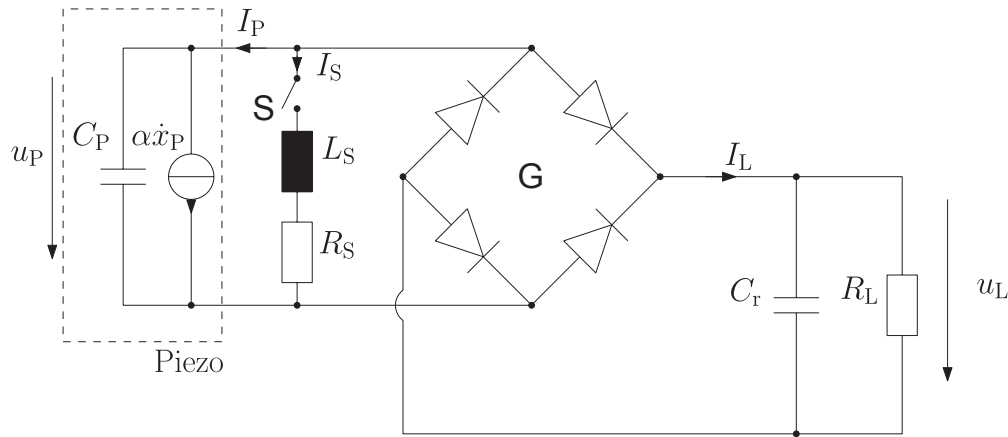 I_P
I_S
S
C_P
αẋ_P
u_P
L_S
G
I_L
R_S
C_r
R_L
u_L
Piezo